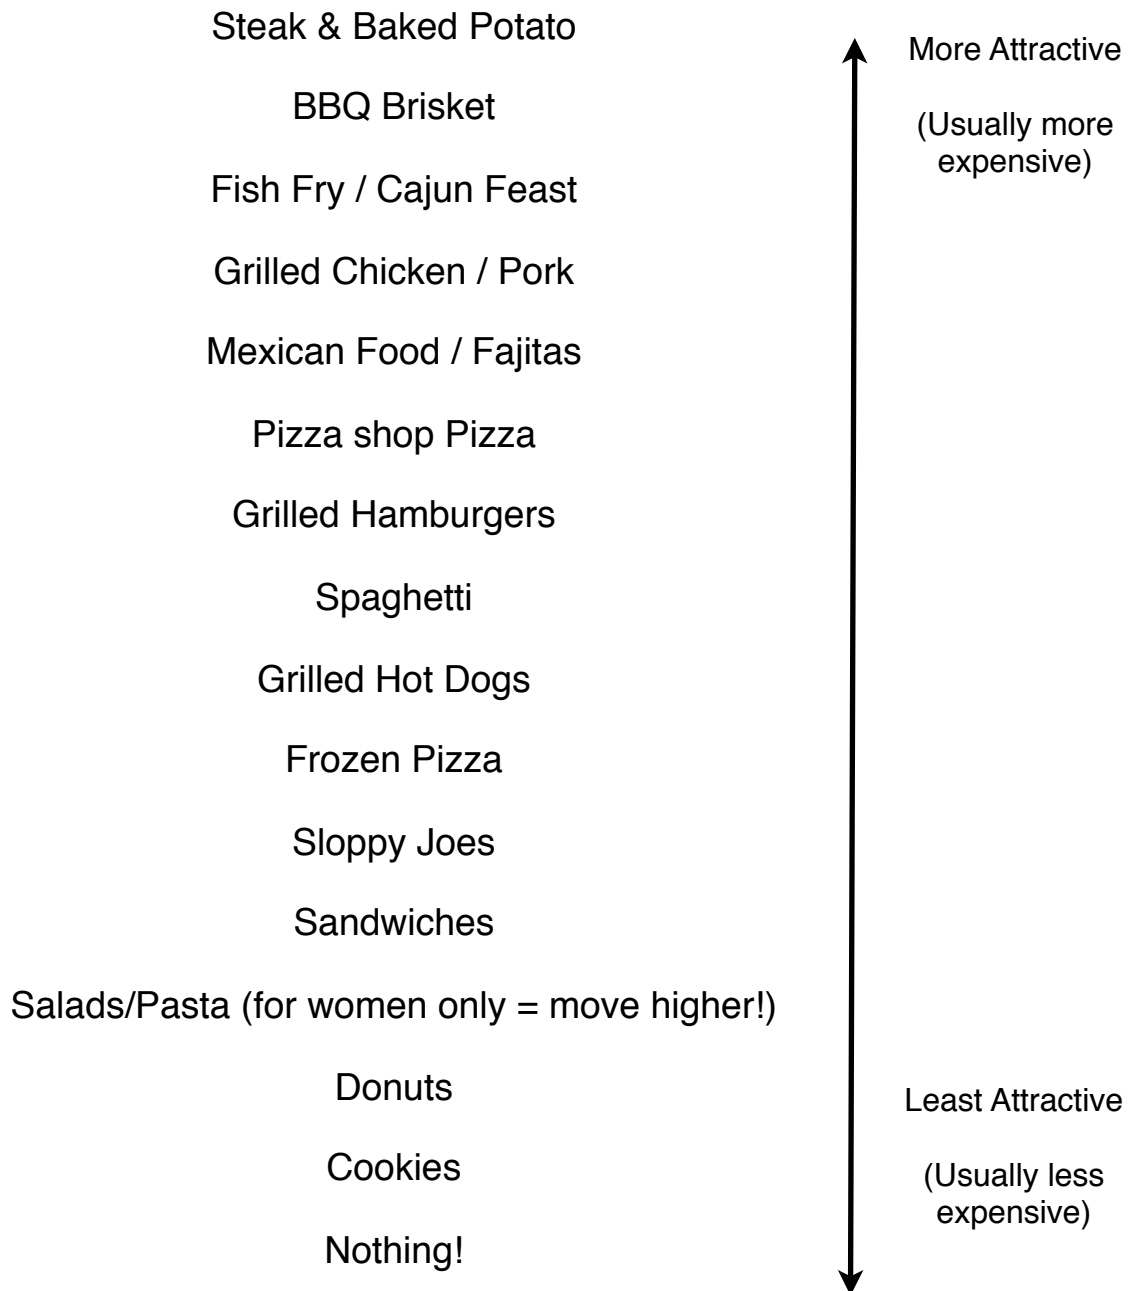 Steak & Baked Potato
BBQ Brisket
Fish Fry / Cajun Feast
Grilled Chicken / Pork
Mexican Food / Fajitas
Pizza shop Pizza
Grilled Hamburgers
Spaghetti
Grilled Hot Dogs
Frozen Pizza
Sloppy Joes
Sandwiches
Salads/Pasta (for women only = move higher!)
Donuts
Cookies
Nothing!
More Attractive
(Usually more
expensive)
Least Attractive
(Usually less
expensive)